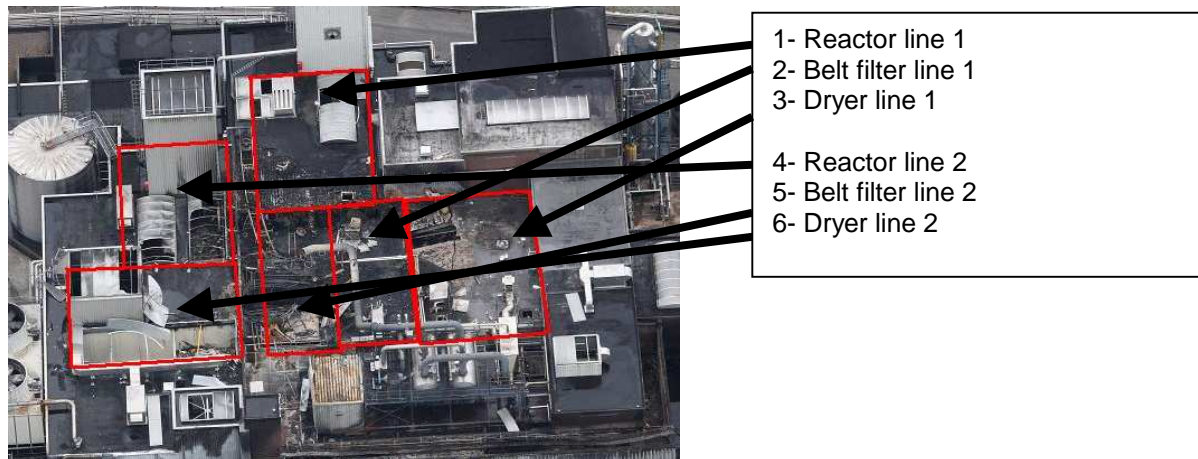 1- Reactor line 1
2- Belt filter line 1
3- Dryer line 1
4- Reactor line 2
5- Belt filter line 2
6- Dryer line 2